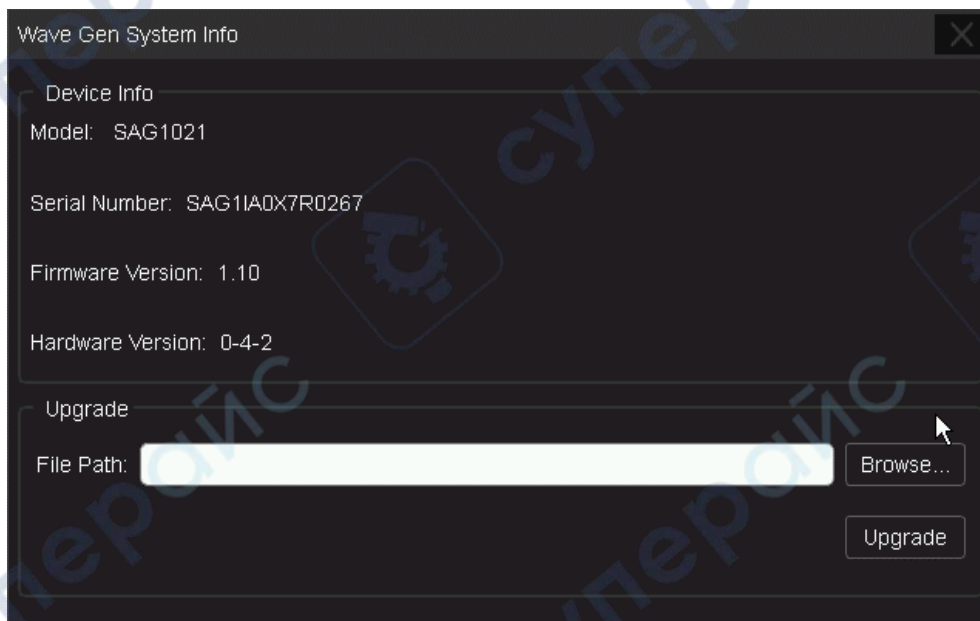 Wave Gen System Info
Device Info
Model: SAG1021
Serial Number: SAG1IA0X7R0267
Firmware Version: 1.10
Hardware Version: 0-4-2
Upgrade
File Path:
Browse...
Upgrade
суперайс